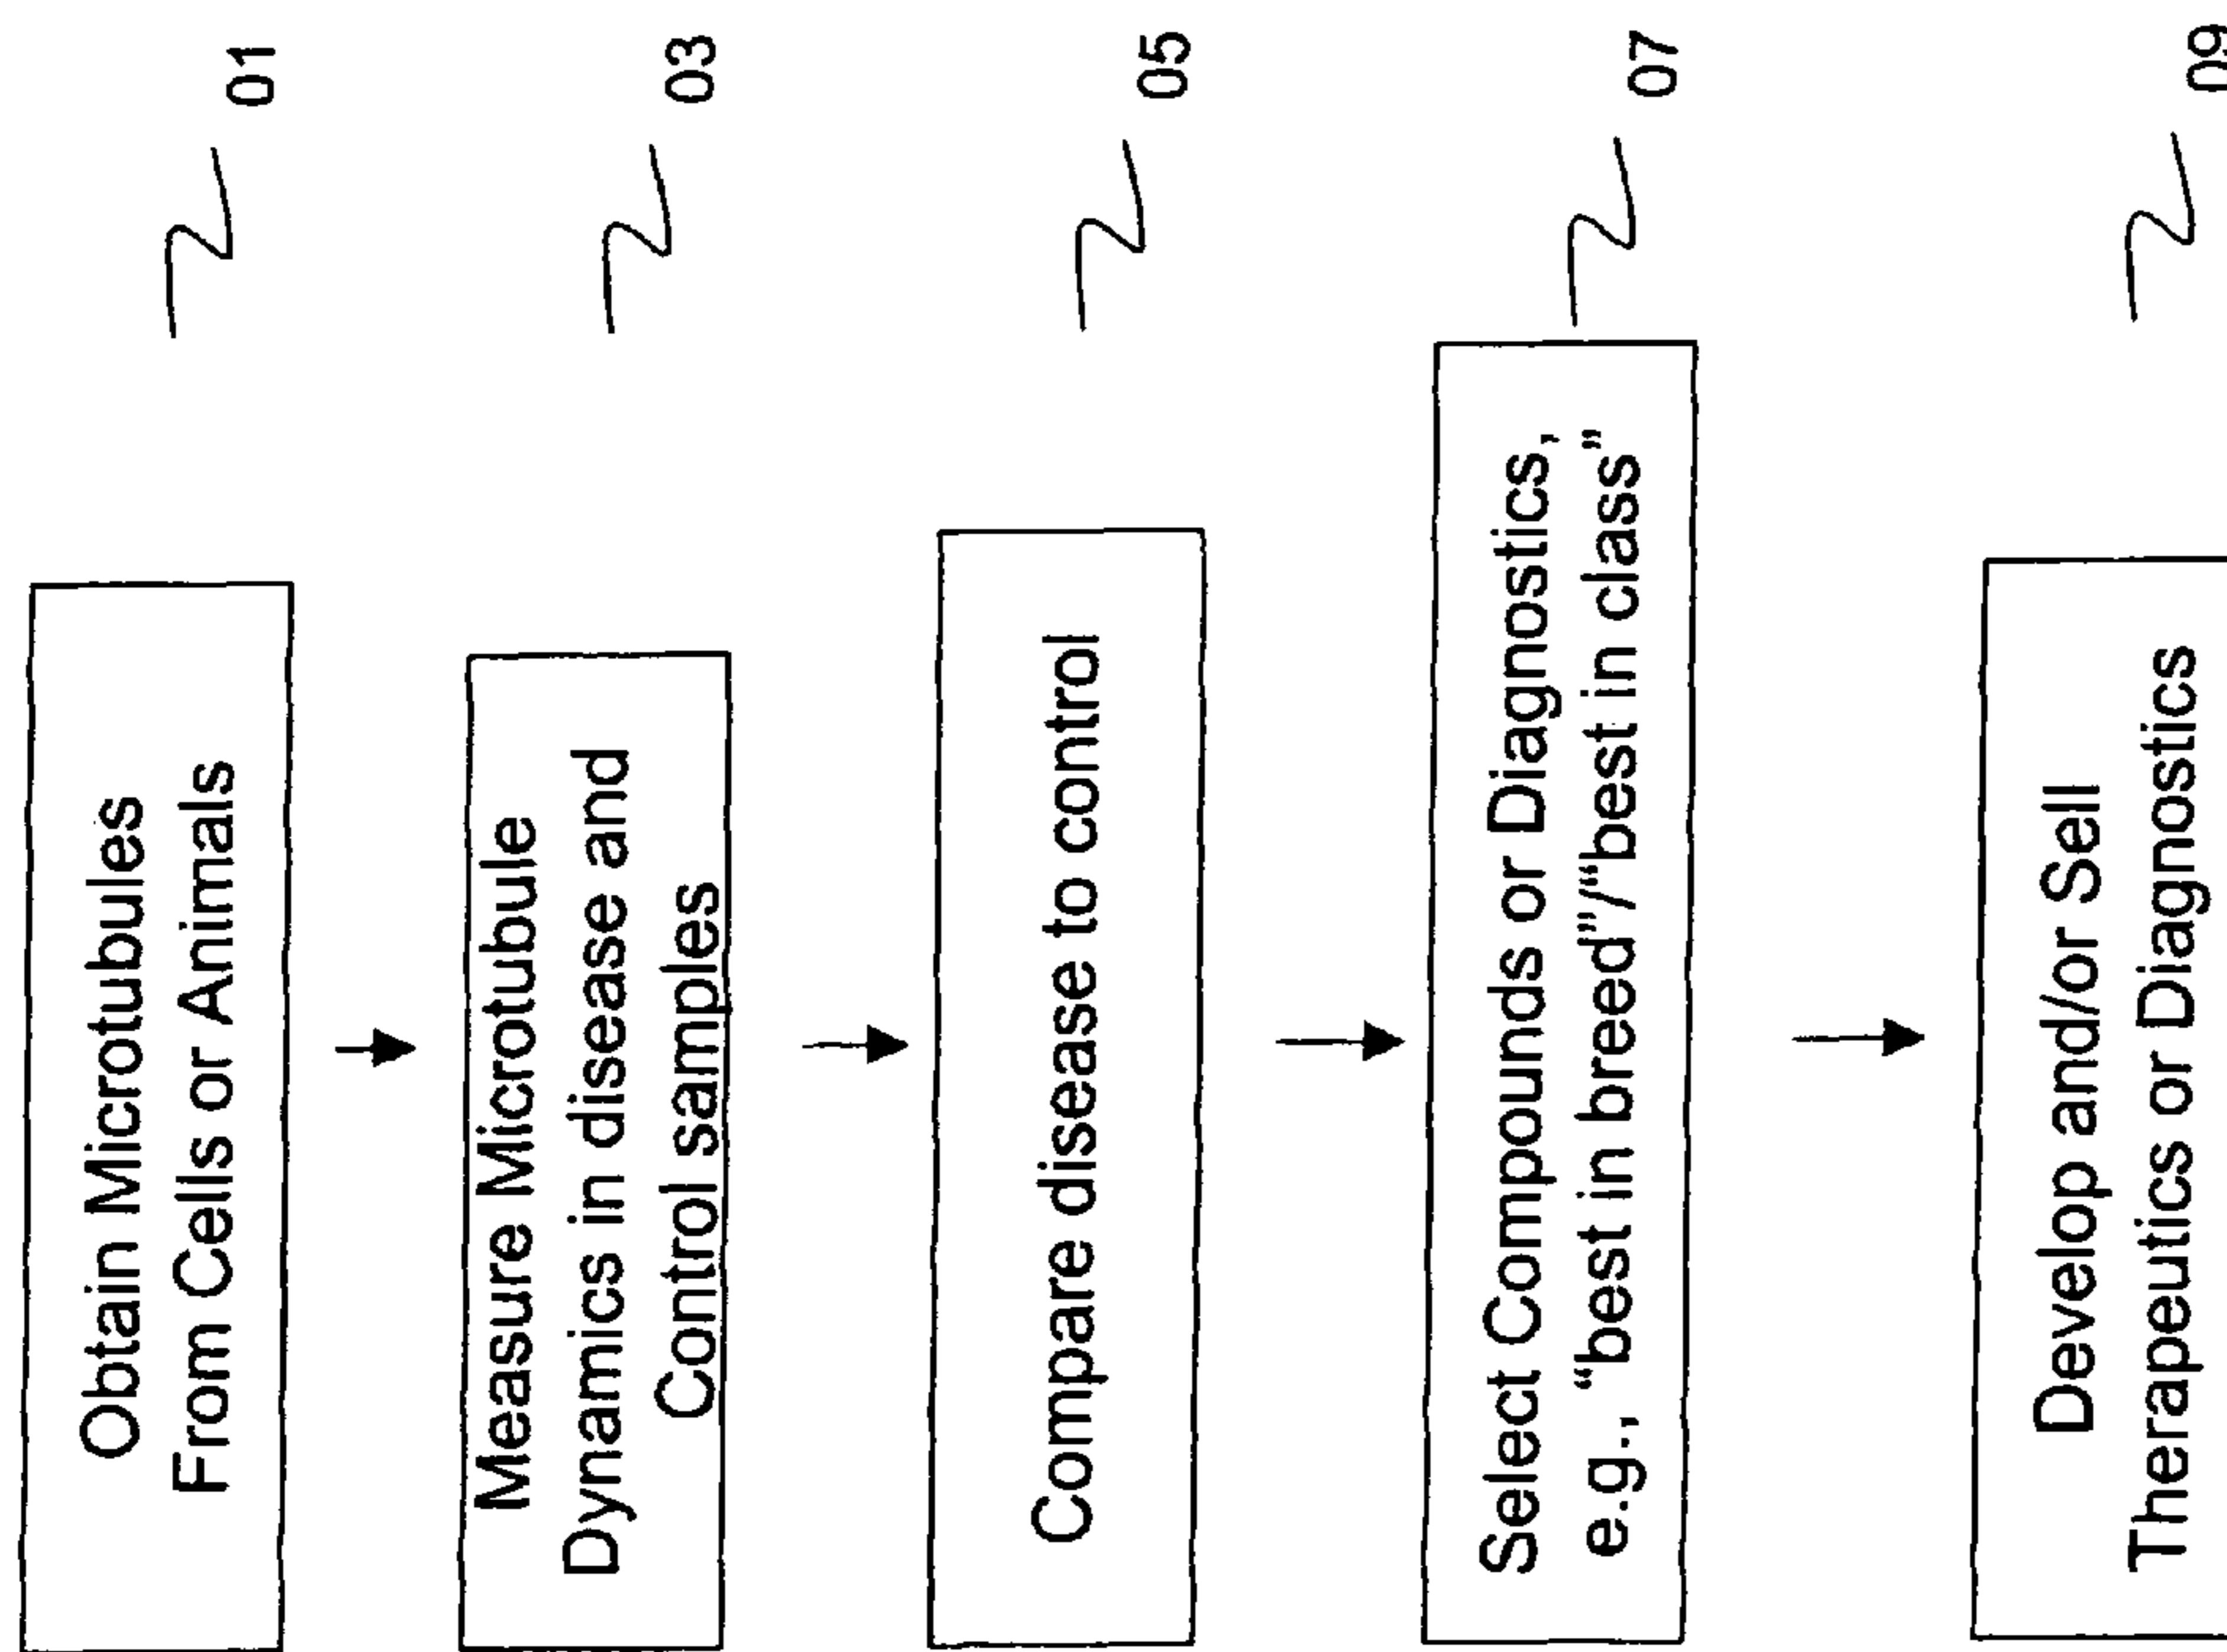 Obtain Microtubules
From Cells or Animals
01
Measure Microtubule
Dynamics in disease and
Control samples
03
Compare disease to control
05
Select Compounds or Diagnostics,
e.g., "best in breed"/"best in class"
07
Develop and/or Sell
Therapeutics or Diagnostics
09